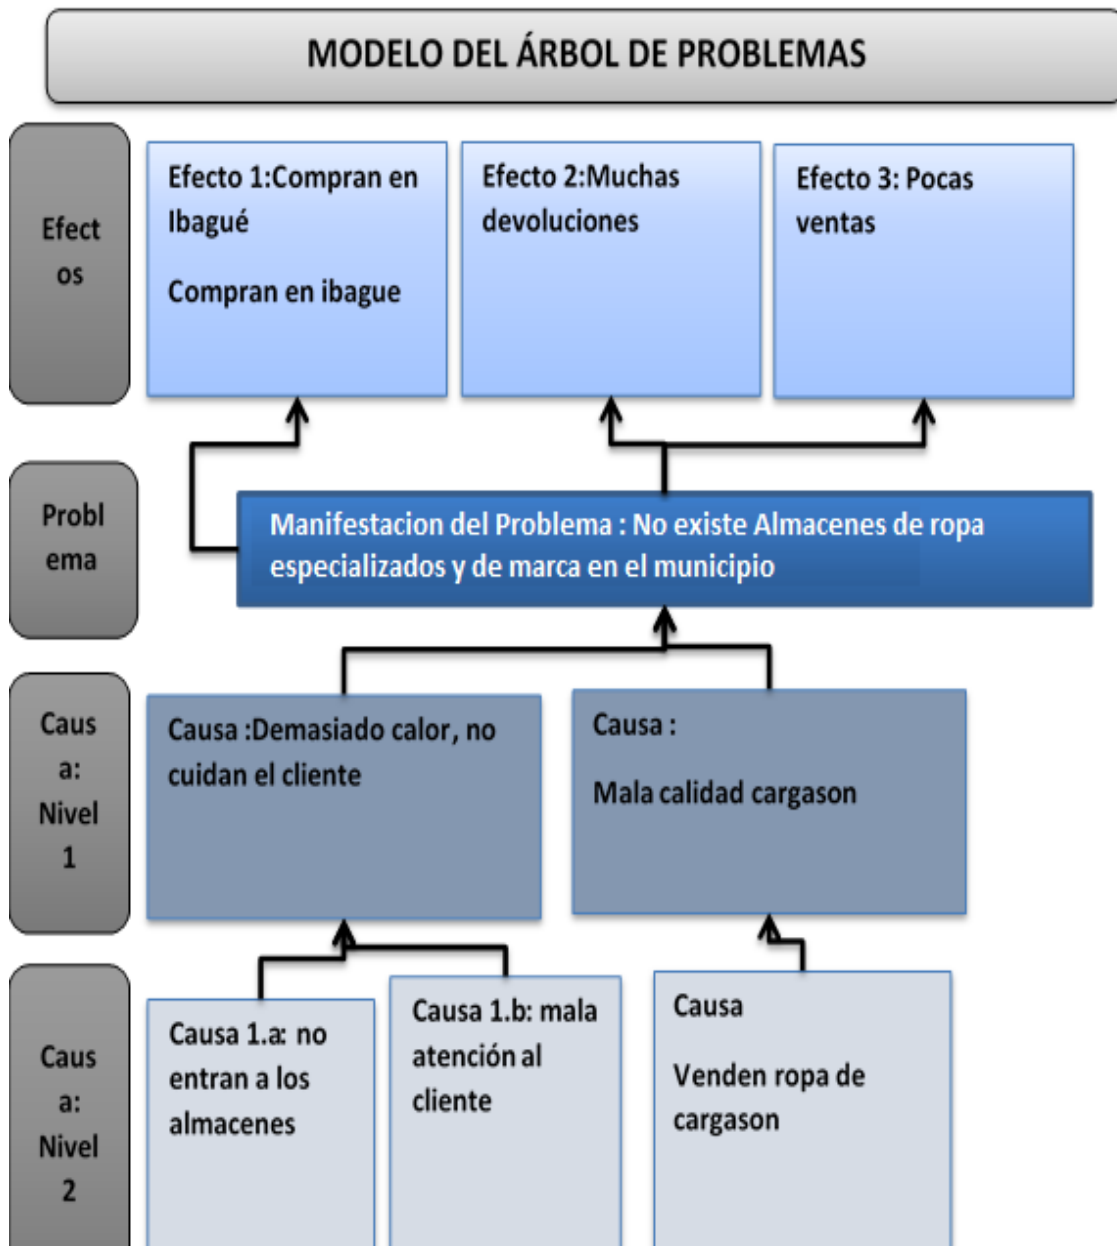 MODELO DEL ÁRBOL DE PROBLEMAS
Efect
os
Efecto 1:Compran en
Ibagué
Compran en ibague
Efecto 2:Muchas
devoluciones
Efecto 3: Pocas
ventas
Probl
ema
Manifestacion del Problema : No existe Almacenes de ropa
especializados y de marca en el municipio
Caus
a:
Nivel
1
Causa :Demasiado calor, no
cuidan el cliente
Causa :
Mala calidad cargason
Caus
a:
Nivel
2
Causa 1.a: no
entran a los
almacenes
Causa 1.b: mala
atención al
cliente
Causa
Venden ropa de
cargason